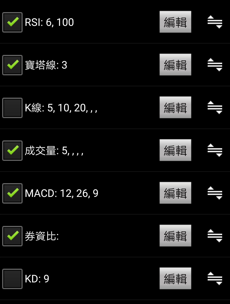 RSI: 6, 100 編輯
寶塔線: 3 編輯
K線: 5, 10, 20, , , 編輯
成交量: 5, , , , 編輯
MACD: 12, 26, 9 編輯
券資比: 編輯
KD: 9 編輯